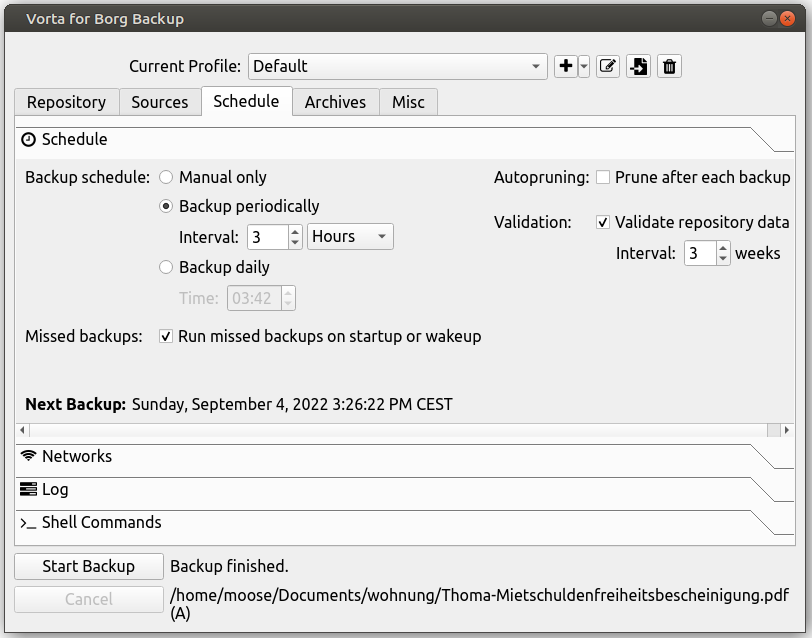 Vorta for Borg Backup
Current Profile: Default
Repository Sources Schedule Archives Misc
Schedule
Backup schedule: Manual only Autopruning: Prune after each backup
Backup periodically
Validation: Validate repository data
Interval: 3 Hours
Interval: 3 weeks
Backup daily
Time: 03:42
Missed backups: Run missed backups on startup or wakeup
Next Backup: Sunday, September 4, 2022 3:26:22 PM CEST
Networks
Log
Shell Commands
Start Backup Backup finished.
Cancel /home/moose/Documents/wohnung/Thoma-Mietschuldenfreiheitsbescheinigung.pdf
(A)